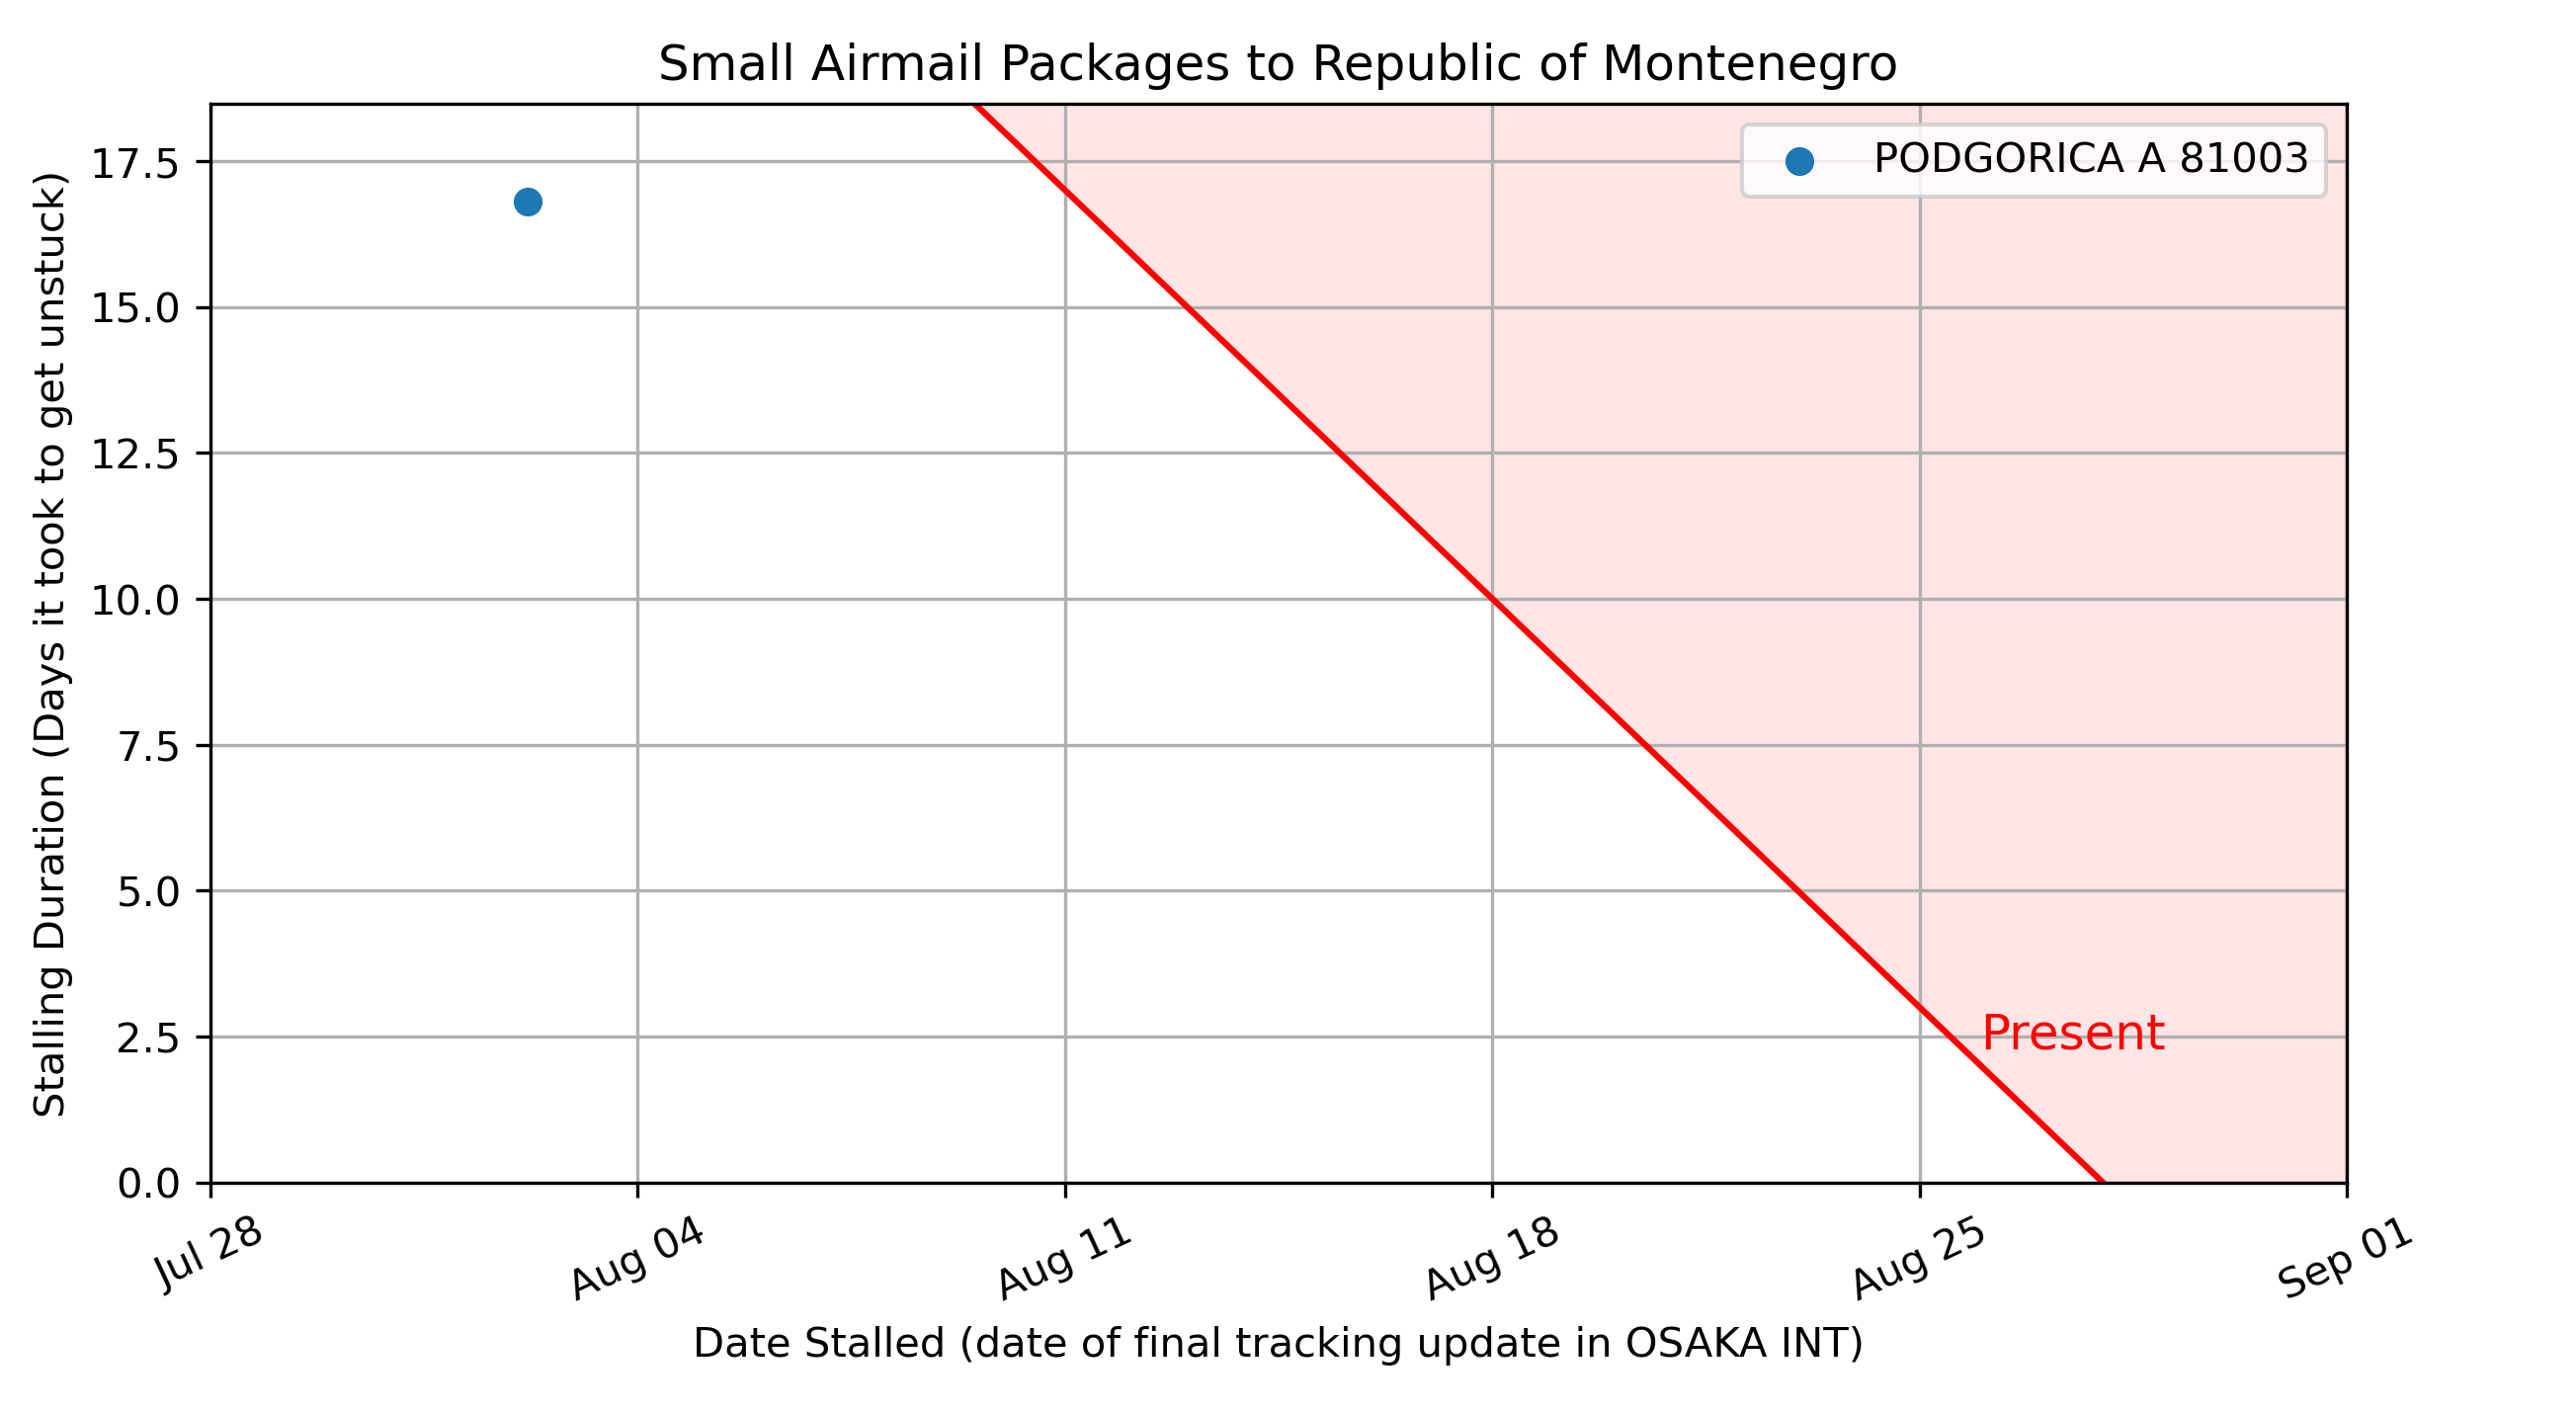 Small Airmail Packages to Republic of Montenegro
PODGORICA A 81003
Stalling Duration (Days it took to get unstuck)
17.5
15.0
12.5
10.0
7.5
5.0
2.5
0.0
Present
Jul 28
Aug 04
Aug 11
Aug 18
Aug 25
Sep 01
Date Stalled (date of final tracking update in OSAKA INT)